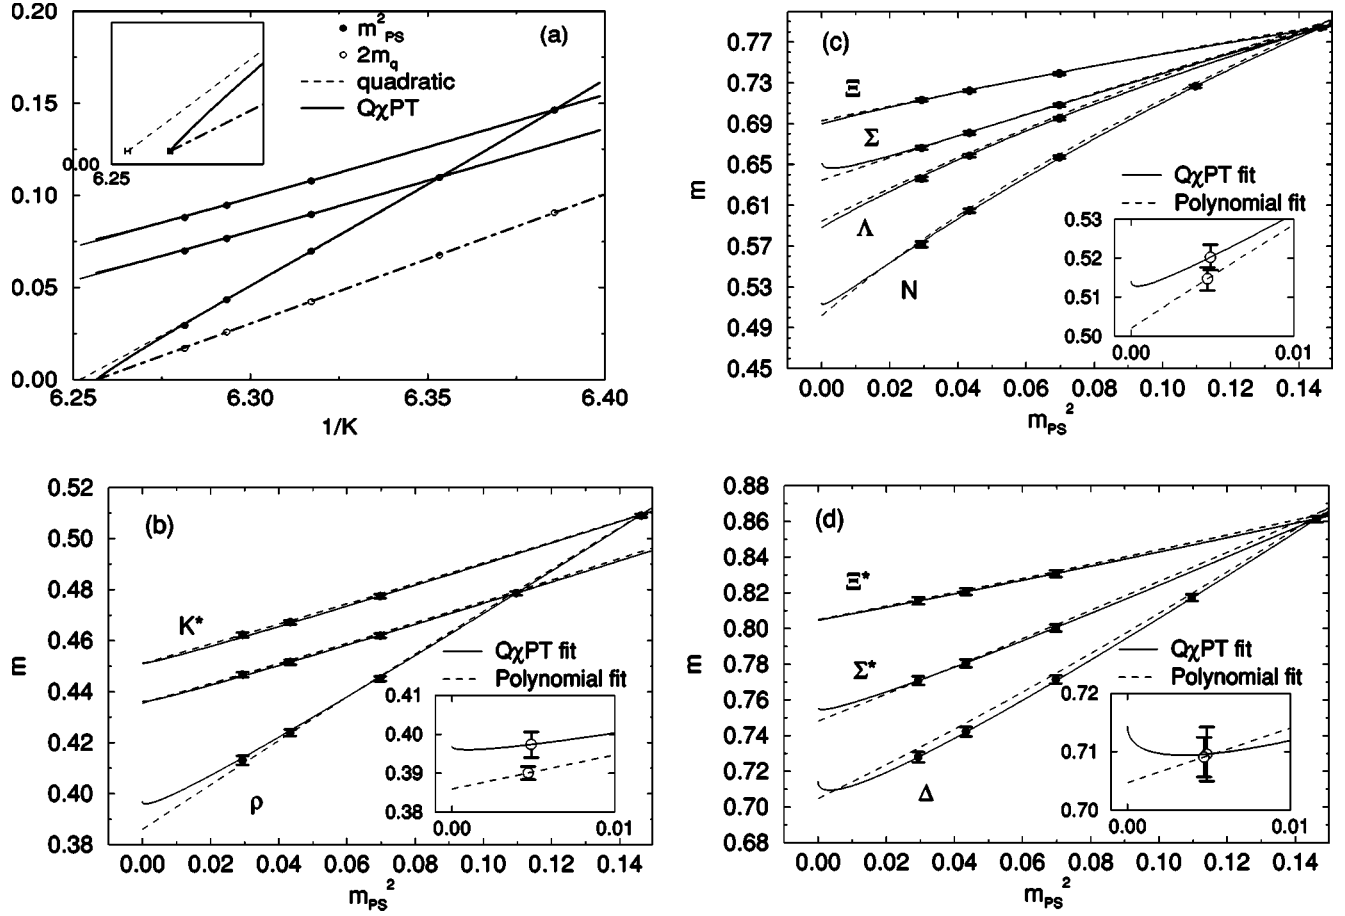 (a)
0.20
0.15
0.10
0.05
0.00
m²PS
2mq
quadratic
QχPT
0.00
6.25
6.25 6.30 6.35 6.40
1/K
(c)
m
0.77
0.73
0.69
0.65
0.61
0.57
0.53
0.49
0.45
Ξ
Σ
Λ
N
QχPT fit
Polynomial fit
0.53
0.52
0.51
0.50
0.00 0.01
0.00 0.02 0.04 0.06 0.08 0.10 0.12 0.14
mPS²
(b)
m
0.52
0.50
0.48
0.46
0.44
0.42
0.40
0.38
K*
ρ
QχPT fit
Polynomial fit
0.41
0.40
0.39
0.38
0.00 0.01
0.00 0.02 0.04 0.06 0.08 0.10 0.12 0.14
mPS²
(d)
m
0.88
0.86
0.84
0.82
0.80
0.78
0.76
0.74
0.72
0.70
0.68
Ξ*
Σ*
Δ
QχPT fit
Polynomial fit
0.72
0.71
0.70
0.00 0.01
0.00 0.02 0.04 0.06 0.08 0.10 0.12 0.14
mPS²